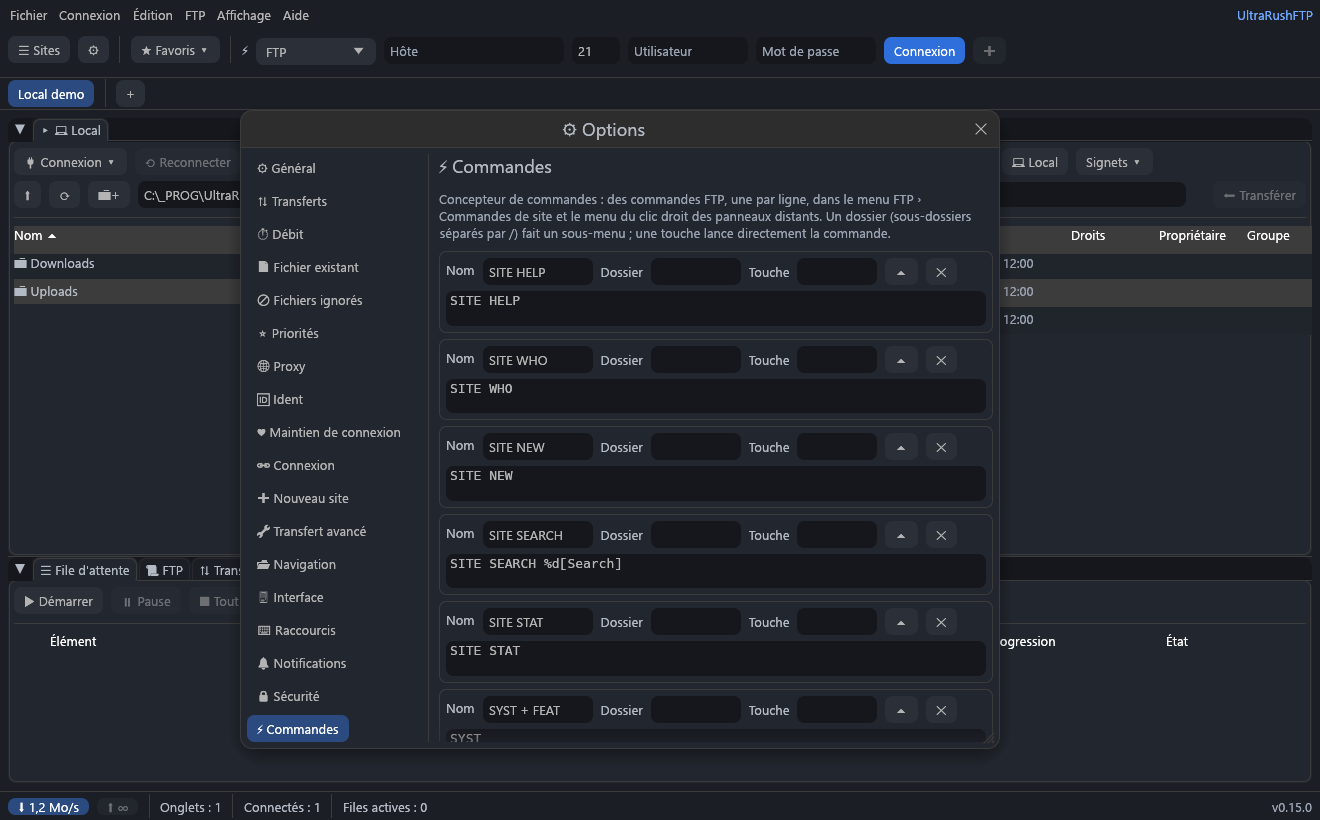 Fichier Connexion Édition FTP Affichage Aide UltraRushFTP
Sites Favoris FTP Hôte 21 Utilisateur Mot de passe Connexion +
Local demo +
Local
Options
Connexion Reconnecter
Local Signets
C:\_PROG\UltraR
Transférer
Nom
Droits Propriétaire Groupe
Downloads
12:00
Uploads
12:00
12:00
Général
Transferts
Débit
Fichier existant
Fichiers ignorés
Priorités
Proxy
Ident
Maintien de connexion
Connexion
Nouveau site
Transfert avancé
Navigation
Interface
Raccourcis
Notifications
Sécurité
Commandes
Commandes
Concepteur de commandes : des commandes FTP, une par ligne, dans le menu FTP ›
Commandes de site et le menu du clic droit des panneaux distants. Un dossier (sous-dossiers
séparés par /) fait un sous-menu ; une touche lance directement la commande.
Nom SITE HELP Dossier Touche
SITE HELP
Nom SITE WHO Dossier Touche
SITE WHO
Nom SITE NEW Dossier Touche
SITE NEW
Nom SITE SEARCH Dossier Touche
SITE SEARCH %d[Search]
Nom SITE STAT Dossier Touche
SITE STAT
Nom SYST + FEAT Dossier Touche
SYST
File d'attente FTP Trans
Démarrer Pause Tout
Élément
ogression État
1,2 Mo/s ∞ Onglets : 1 Connectés : 1 Files actives : 0 v0.15.0